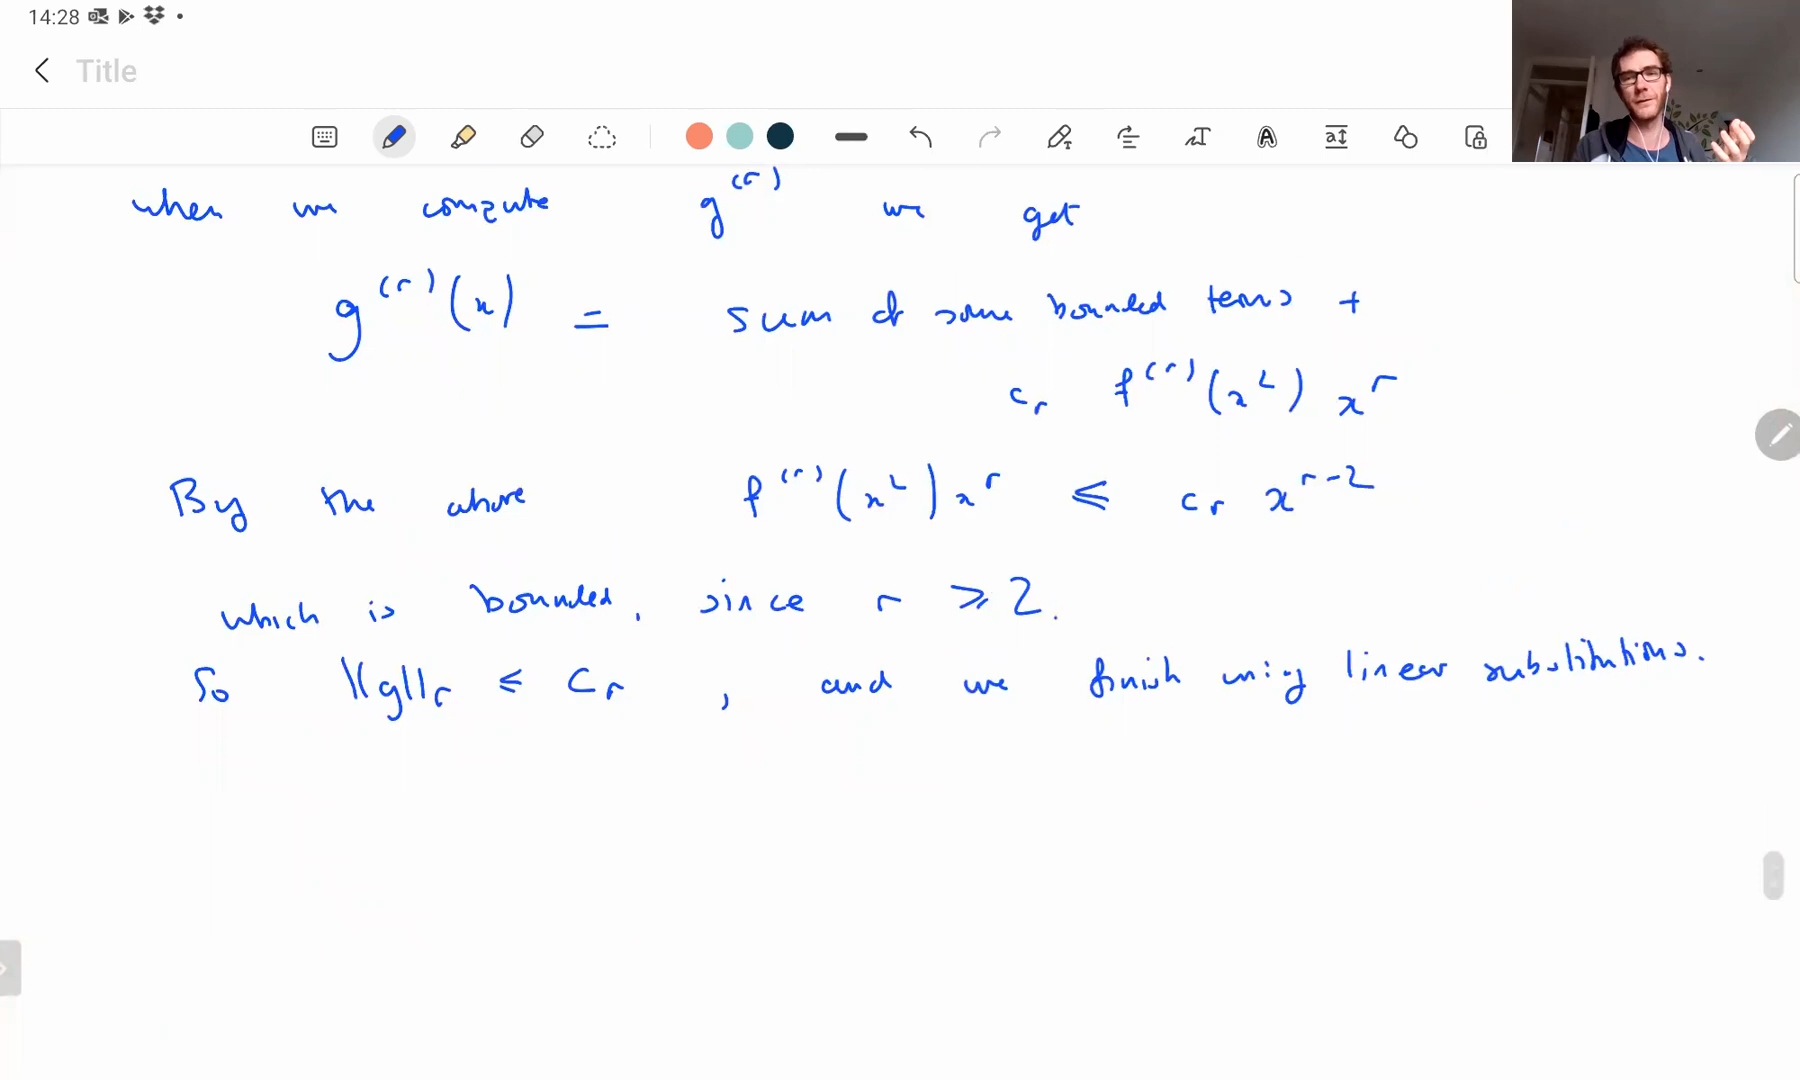 14:28
Title
when we compute g^(r) we get
g^(r)(x) = sum of some bounded terms +
c_r f^(r)(x^2) x^r
By the above f^(r)(x^2) x^r ≤ c_r x^{r-2}
which is bounded, since r ≥ 2.
So ||g||_r ≤ C_r, and we finish using linear substitutions.